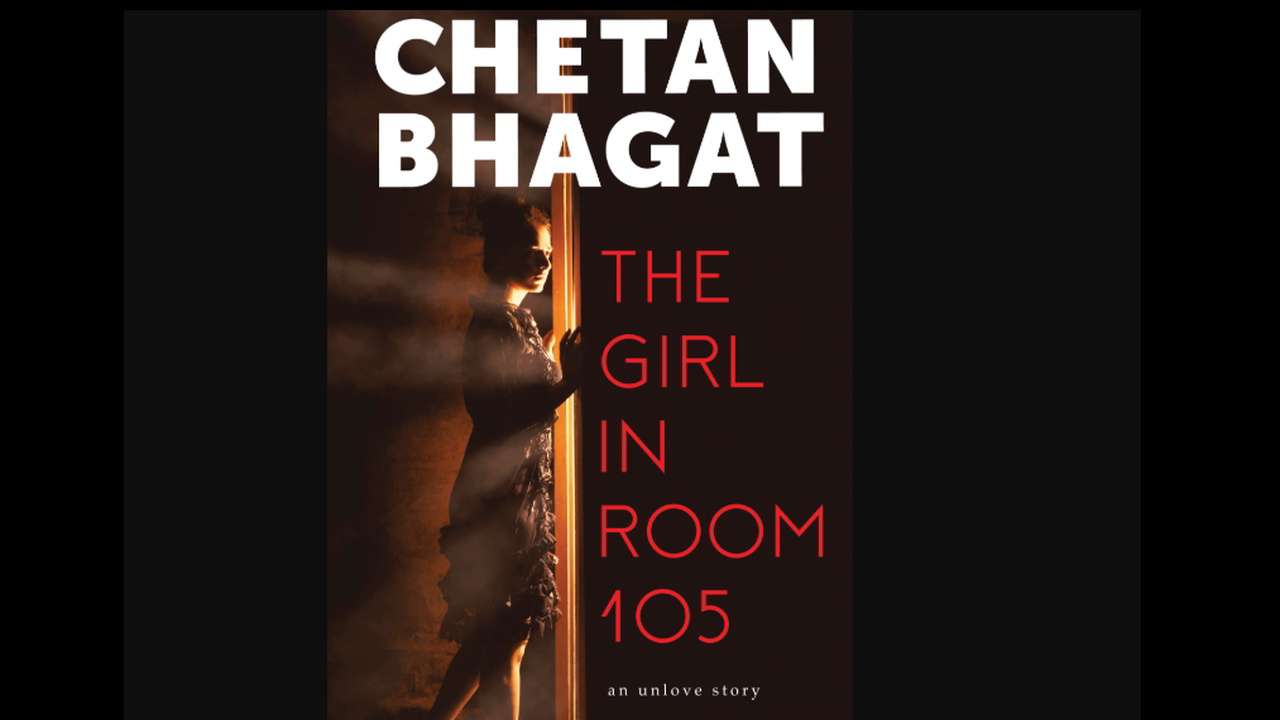 CHETAN
BHAGAT
THE
GIRL
IN
ROOM
105
an unlove story